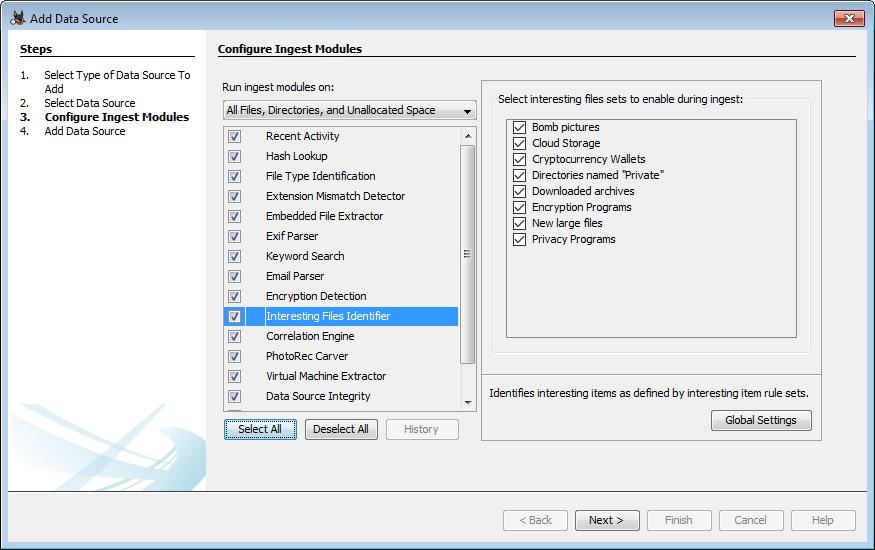 Add Data Source
Steps
1. Select Type of Data Source To
Add
2. Select Data Source
3. Configure Ingest Modules
4. Add Data Source
Configure Ingest Modules
Run ingest modules on:
All Files, Directories, and Unallocated Space
Recent Activity
Hash Lookup
File Type Identification
Extension Mismatch Detector
Embedded File Extractor
Exif Parser
Keyword Search
Email Parser
Encryption Detection
Interesting Files Identifier
Correlation Engine
PhotoRec Carver
Virtual Machine Extractor
Data Source Integrity
Select All
Deselect All
History
Select interesting files sets to enable during ingest:
Bomb pictures
Cloud Storage
Cryptocurrency Wallets
Directories named "Private"
Downloaded archives
Encryption Programs
New large files
Privacy Programs
Identifies interesting items as defined by interesting item rule sets.
Global Settings
< Back
Next >
Finish
Cancel
Help